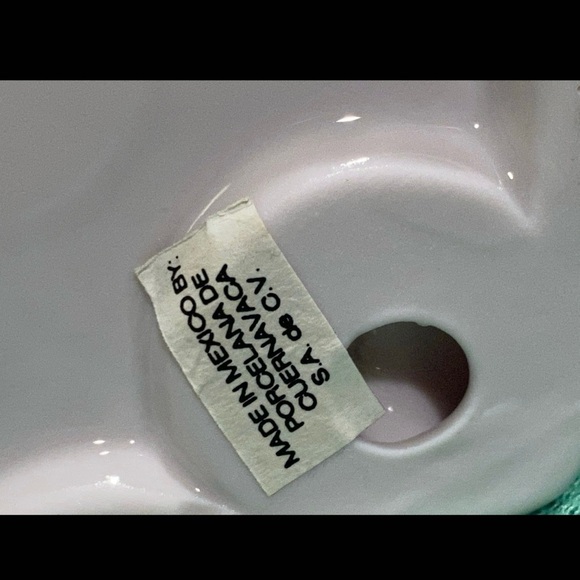 MADE IN MEXICO BY:
PORCELANA DE
CUERNAVACA
S.A. de C.V.